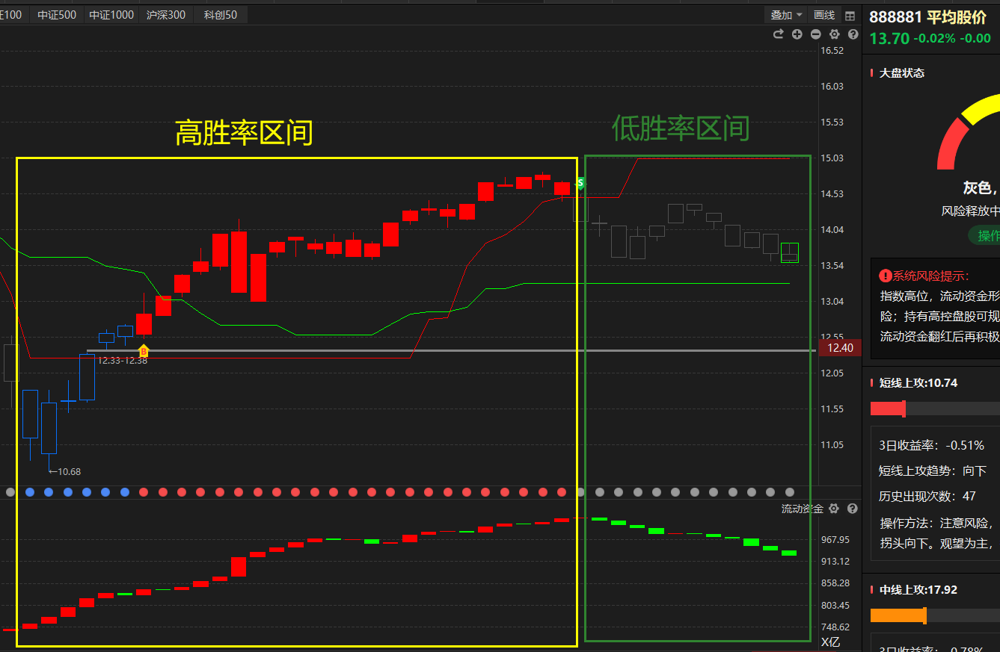 E100 中证500 中证1000 沪深300 科创50 叠加 画线
888881 平均股价
13.70 -0.02% -0.00
大盘状态
高胜率区间
低胜率区间
16.52
16.03
15.53
15.03
14.53
14.04
13.54
13.04
12.55
12.40
12.05
11.55
11.05
S
B
12.33-12.38
←10.68
灰色,
风险释放中
操作
系统风险提示:
指数高位，流动资金形
险；持有高控盘股可规
流动资金翻红后再积极
短线上攻:10.74
3日收益率: -0.51%
短线上攻趋势: 向下
历史出现次数: 47
操作方法: 注意风险,
拐头向下。观望为主,
中线上攻:17.92
3日收益率: -0.78%
流动资金
967.95
913.12
858.28
803.45
748.62
X亿